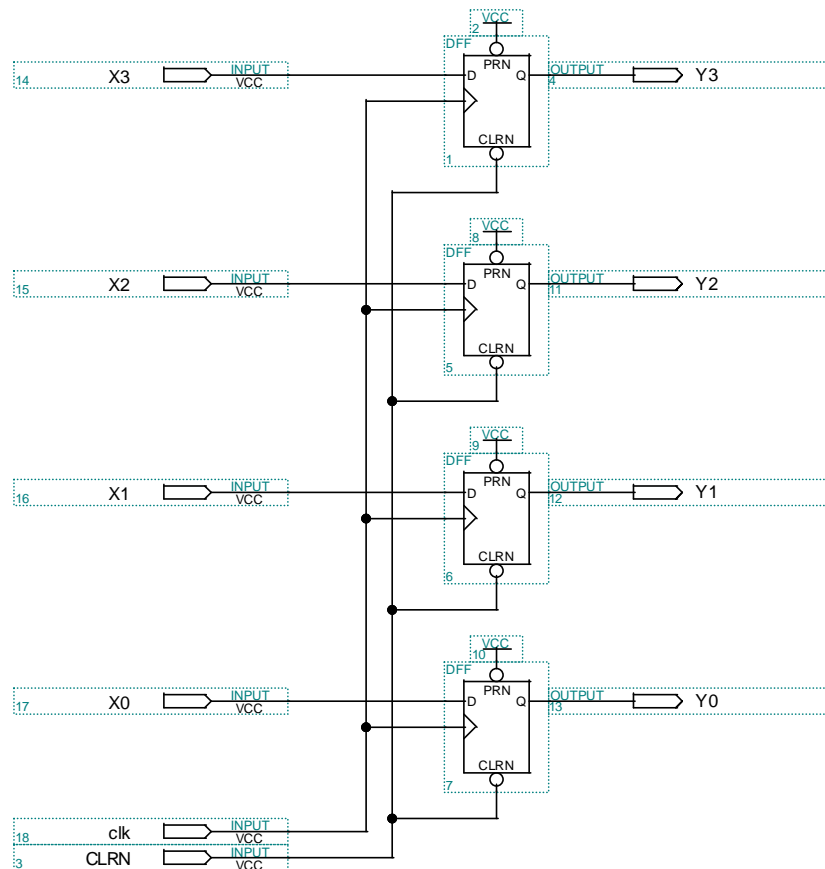 VCC
2
DFF
PRN
14 X3 INPUT VCC D Q OUTPUT 4 Y3
CLRN
1
VCC
8
DFF
PRN
15 X2 INPUT VCC D Q OUTPUT 11 Y2
CLRN
5
VCC
9
DFF
PRN
16 X1 INPUT VCC D Q OUTPUT 12 Y1
CLRN
6
VCC
10
DFF
PRN
17 X0 INPUT VCC D Q OUTPUT 13 Y0
CLRN
7
18 clk INPUT VCC
3 CLRN INPUT VCC